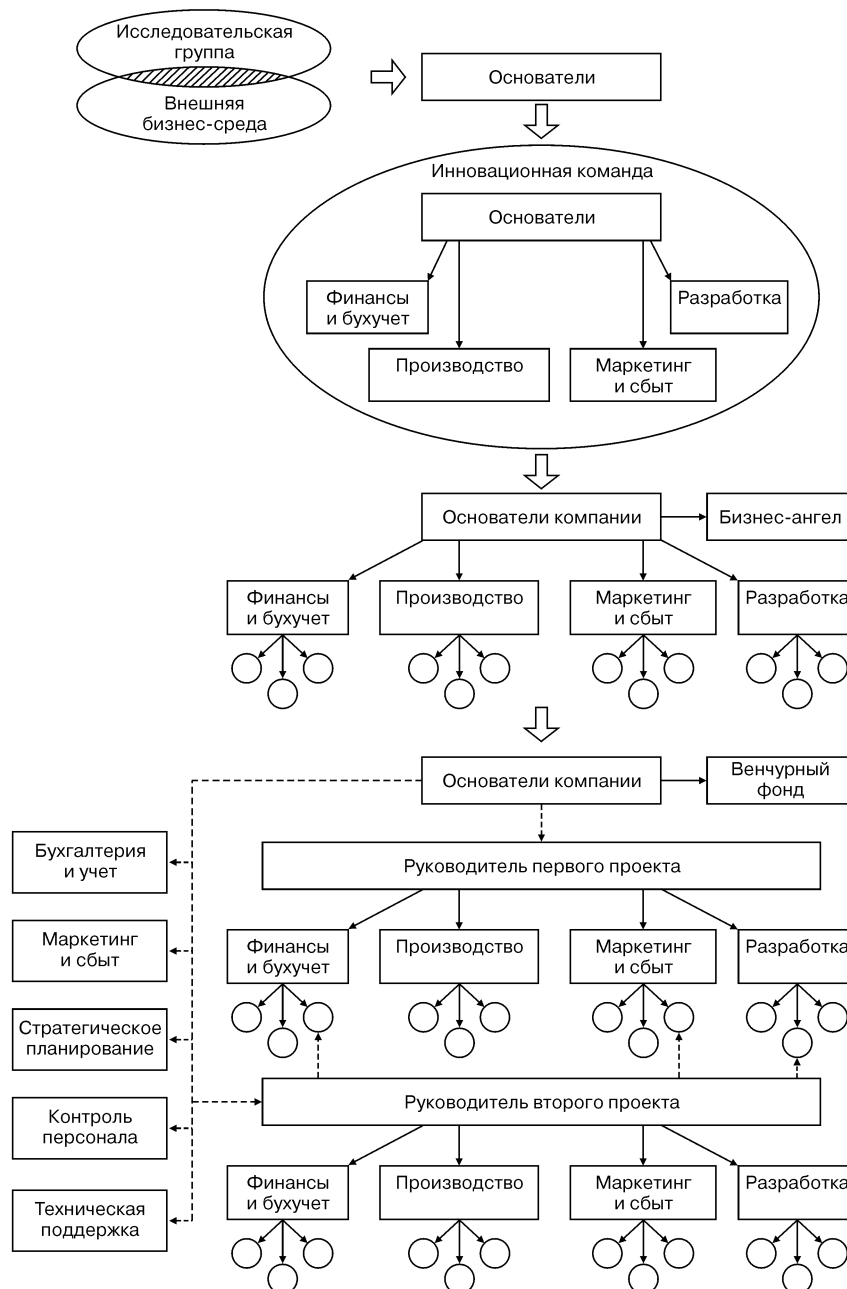 Исследовательская
группа
Внешняя
бизнес-среда
Основатели
Инновационная команда
Основатели
Финансы
и бухучет
Разработка
Производство
Маркетинг
и сбыт
Основатели компании
Бизнес-ангел
Финансы
и бухучет
Производство
Маркетинг
и сбыт
Разработка
Основатели компании
Венчурный
фонд
Бухгалтерия
и учет
Маркетинг
и сбыт
Стратегическое
планирование
Контроль
персонала
Техническая
поддержка
Руководитель первого проекта
Финансы
и бухучет
Производство
Маркетинг
и сбыт
Разработка
Руководитель второго проекта
Финансы
и бухучет
Производство
Маркетинг
и сбыт
Разработка